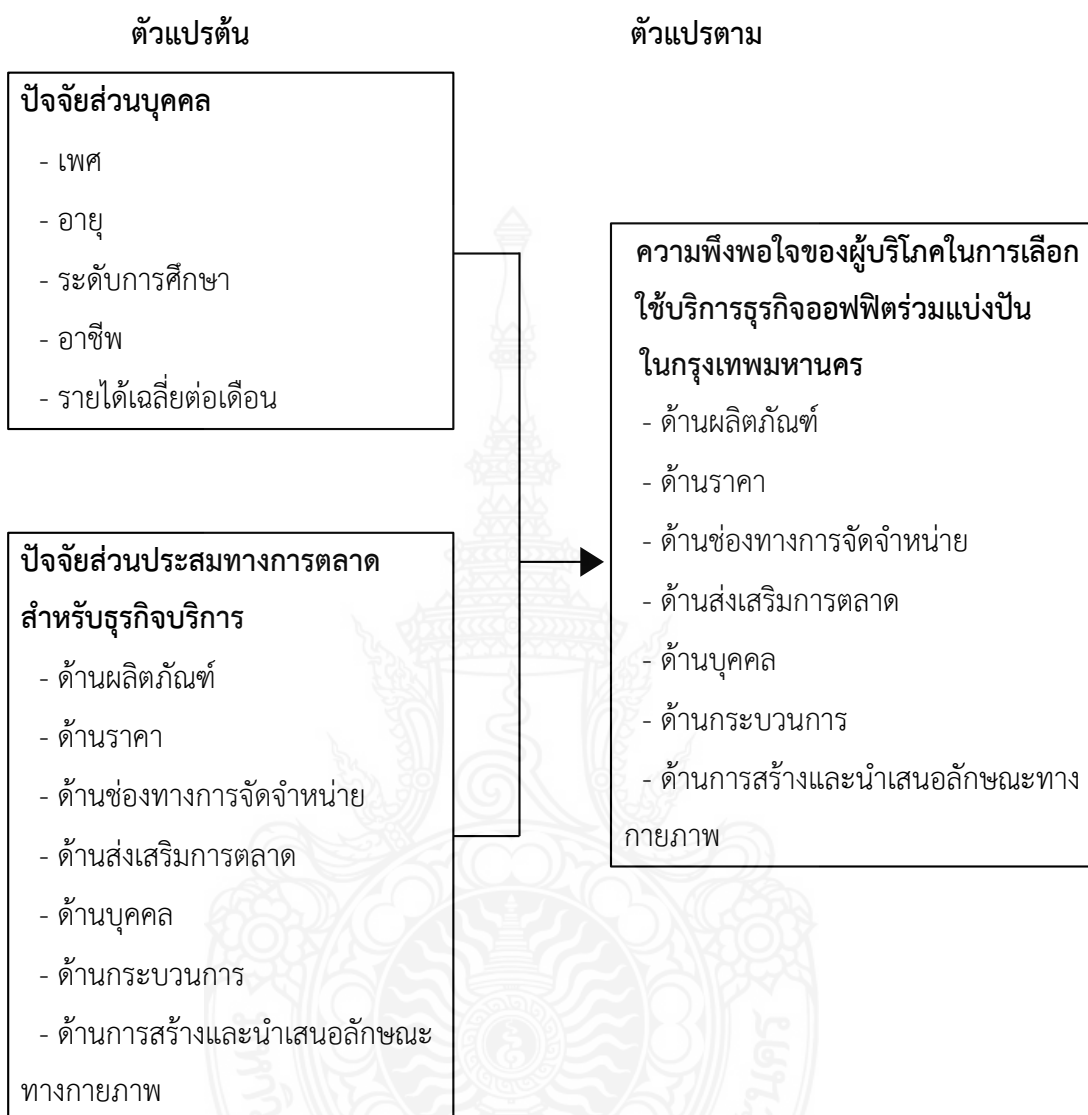 ตัวแปรต้น
ตัวแปรตาม
ปัจจัยส่วนบุคคล
- เพศ
- อายุ
- ระดับการศึกษา
- อาชีพ
- รายได้เฉลี่ยต่อเดือน
ปัจจัยส่วนประสมทางการตลาด
สำหรับธุรกิจบริการ
- ด้านผลิตภัณฑ์
- ด้านราคา
- ด้านช่องทางการจัดจำหน่าย
- ด้านส่งเสริมการตลาด
- ด้านบุคคล
- ด้านกระบวนการ
- ด้านการสร้างและนำเสนอลักษณะ
ทางกายภาพ
ความพึงพอใจของผู้บริโภคในการเลือก
ใช้บริการธุรกิจออฟฟิตร่วมแบ่งปัน
ในกรุงเทพมหานคร
- ด้านผลิตภัณฑ์
- ด้านราคา
- ด้านช่องทางการจัดจำหน่าย
- ด้านส่งเสริมการตลาด
- ด้านบุคคล
- ด้านกระบวนการ
- ด้านการสร้างและนำเสนอลักษณะทาง
กายภาพ